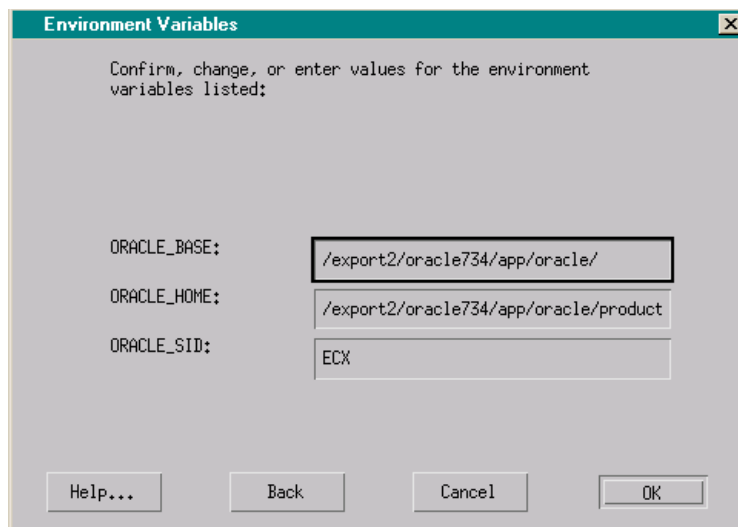 Environment Variables
Confirm, change, or enter values for the environment
variables listed:
ORACLE_BASE: /export2/oracle734/app/oracle/
ORACLE_HOME: /export2/oracle734/app/oracle/product
ORACLE_SID: ECX
Help... Back Cancel OK